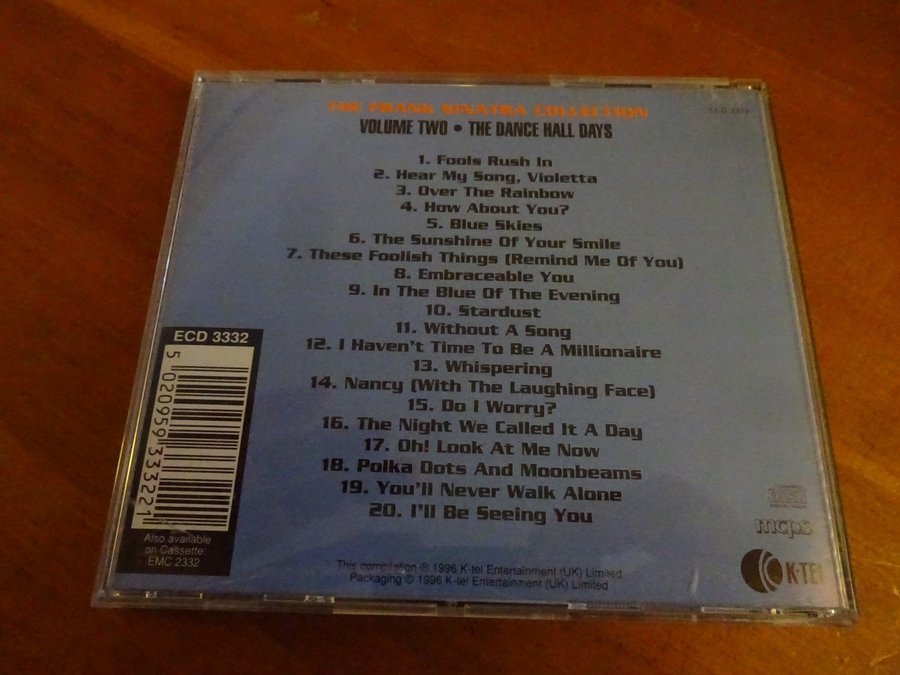 THE FRANK SINATRA COLLECTION
VOLUME TWO • THE DANCE HALL DAYS
1. Fools Rush In
2. Hear My Song, Violetta
3. Over The Rainbow
4. How About You?
5. Blue Skies
6. The Sunshine Of Your Smile
7. These Foolish Things (Remind Me Of You)
8. Embraceable You
9. In The Blue Of The Evening
10. Stardust
11. Without A Song
12. I Haven't Time To Be A Millionaire
13. Whispering
14. Nancy (With The Laughing Face)
15. Do I Worry?
16. The Night We Called It A Day
17. Oh! Look At Me Now
18. Polka Dots And Moonbeams
19. You'll Never Walk Alone
20. I'll Be Seeing You
ECD 3332
5 020959 333221
Also available
on Cassette:
EMC 2332
This compilation ℗ 1996 K-tel Entertainment (UK) Limited
Packaging © 1996 K-tel Entertainment (UK) Limited
mcps
K-TEL